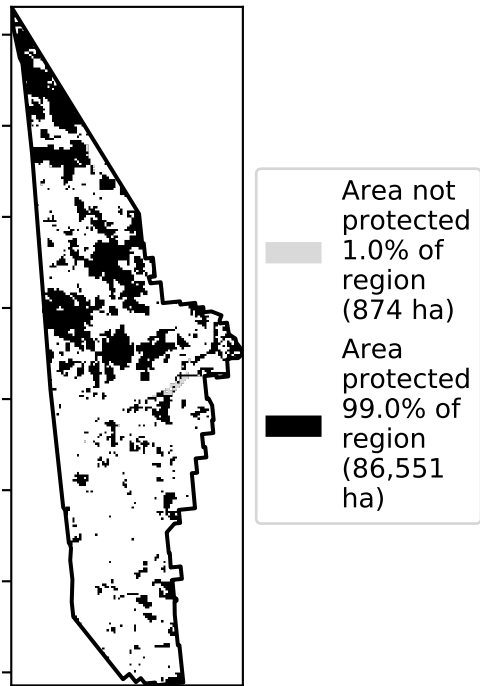 Area not
protected
1.0% of
region
(874 ha)
Area
protected
99.0% of
region
(86,551
ha)